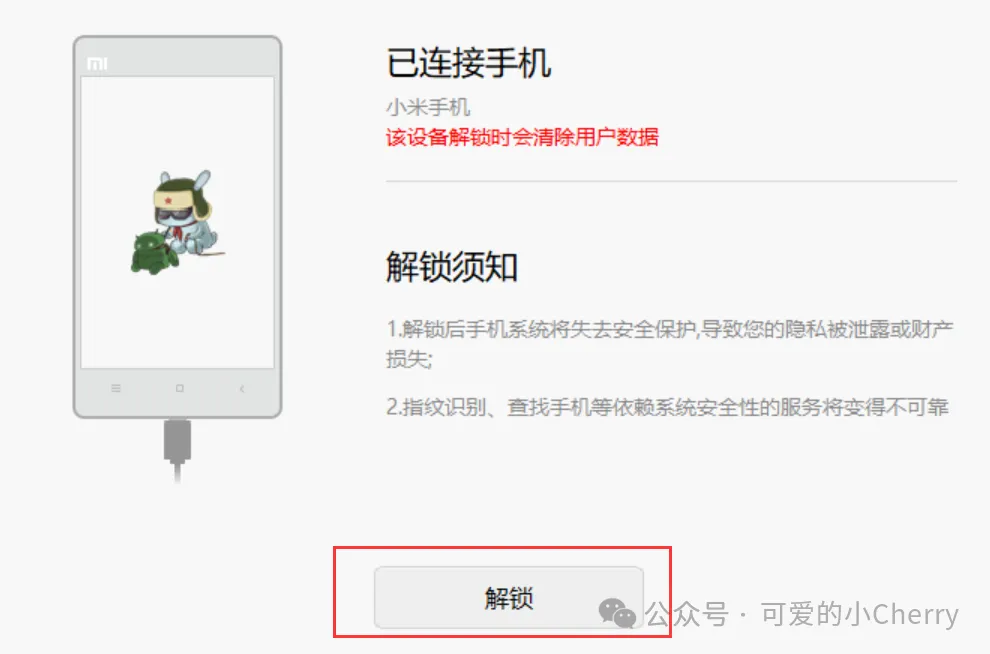 已连接手机
小米手机
该设备解锁时会清除用户数据
解锁须知
1.解锁后手机系统将失去安全保护,导致您的隐私被泄露或财产
损失;
2.指纹识别、查找手机等依赖系统安全性的服务将变得不可靠
解锁
公众号 · 可爱的小Cherry